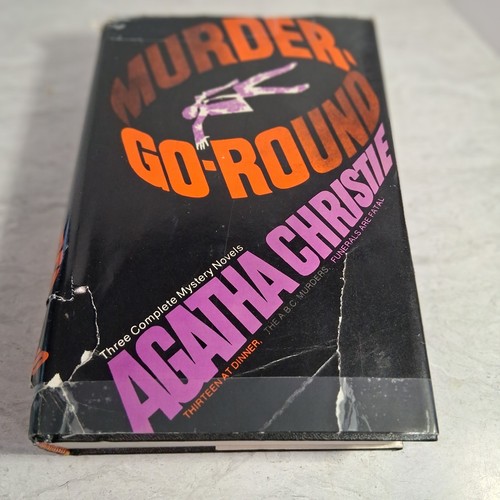 MURDER-
GO-ROUND
Three Complete Mystery Novels
AGATHA CHRISTIE
THIRTEEN AT DINNER, THE A B C MURDERS FUNERALS ARE FATAL